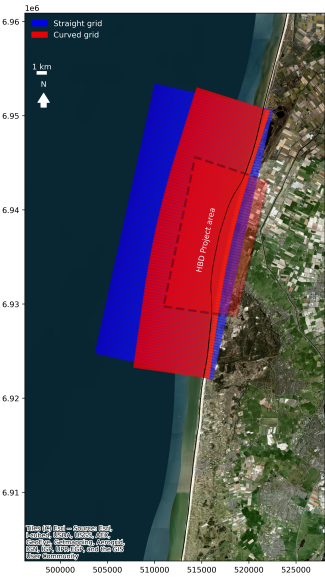 1e6
6.96
Straight grid
Curved grid
1 km
N
6.95
6.94
HBD Project area
6.93
6.92
6.91
Tiles (C) Esri -- Source: Esri,
i-cubed, USDA, USGS, AEX,
GeoEye, Getmapping, Aerogrid,
IGN, IGP, UPR-EGP, and the GIS
User Community
500000 505000 510000 515000 520000 525000